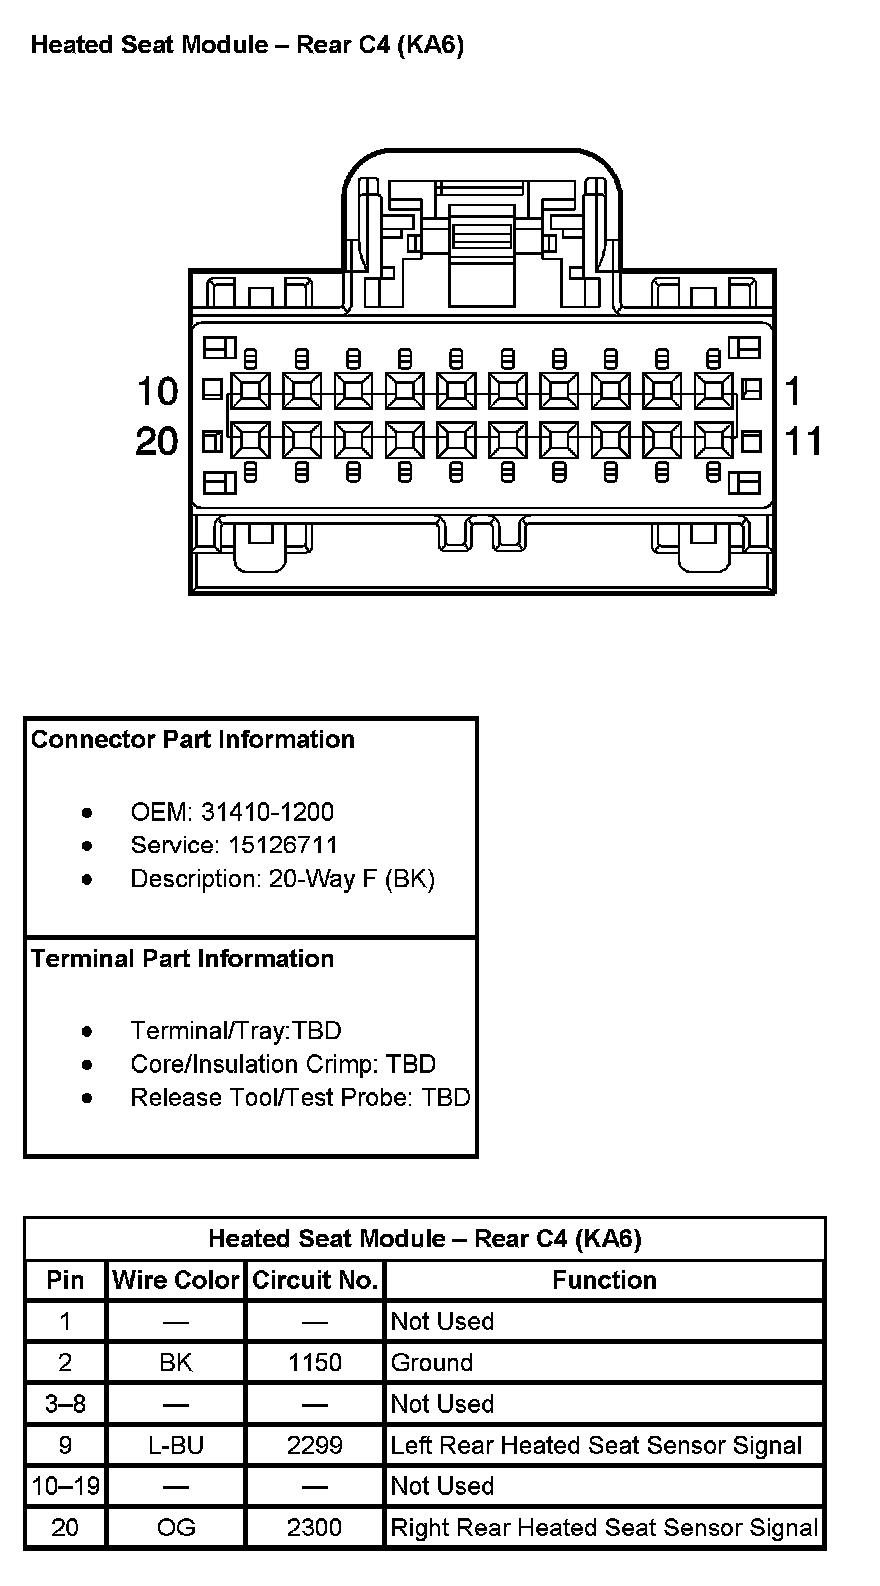 Heated Seat Module – Rear C4 (KA6)
10
1
20
11
Connector Part Information
• OEM: 31410-1200
• Service: 15126711
• Description: 20-Way F (BK)
Terminal Part Information
• Terminal/Tray:TBD
• Core/Insulation Crimp: TBD
• Release Tool/Test Probe: TBD
Heated Seat Module – Rear C4 (KA6)
Pin Wire Color Circuit No. Function
1 — — Not Used
2 BK 1150 Ground
3–8 — — Not Used
9 L-BU 2299 Left Rear Heated Seat Sensor Signal
10–19 — — Not Used
20 OG 2300 Right Rear Heated Seat Sensor Signal